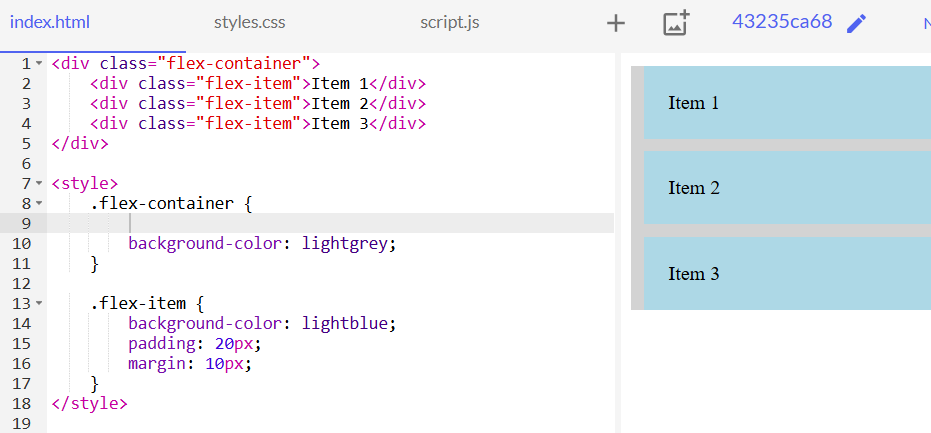 index.html styles.css script.js + 43235ca68
1 <div class="flex-container">
2     <div class="flex-item">Item 1</div>
3     <div class="flex-item">Item 2</div>
4     <div class="flex-item">Item 3</div>
5 </div>
6
7 <style>
8     .flex-container {
9
10         background-color: lightgrey;
11     }
12
13     .flex-item {
14         background-color: lightblue;
15         padding: 20px;
16         margin: 10px;
17     }
18 </style>
19
Item 1
Item 2
Item 3